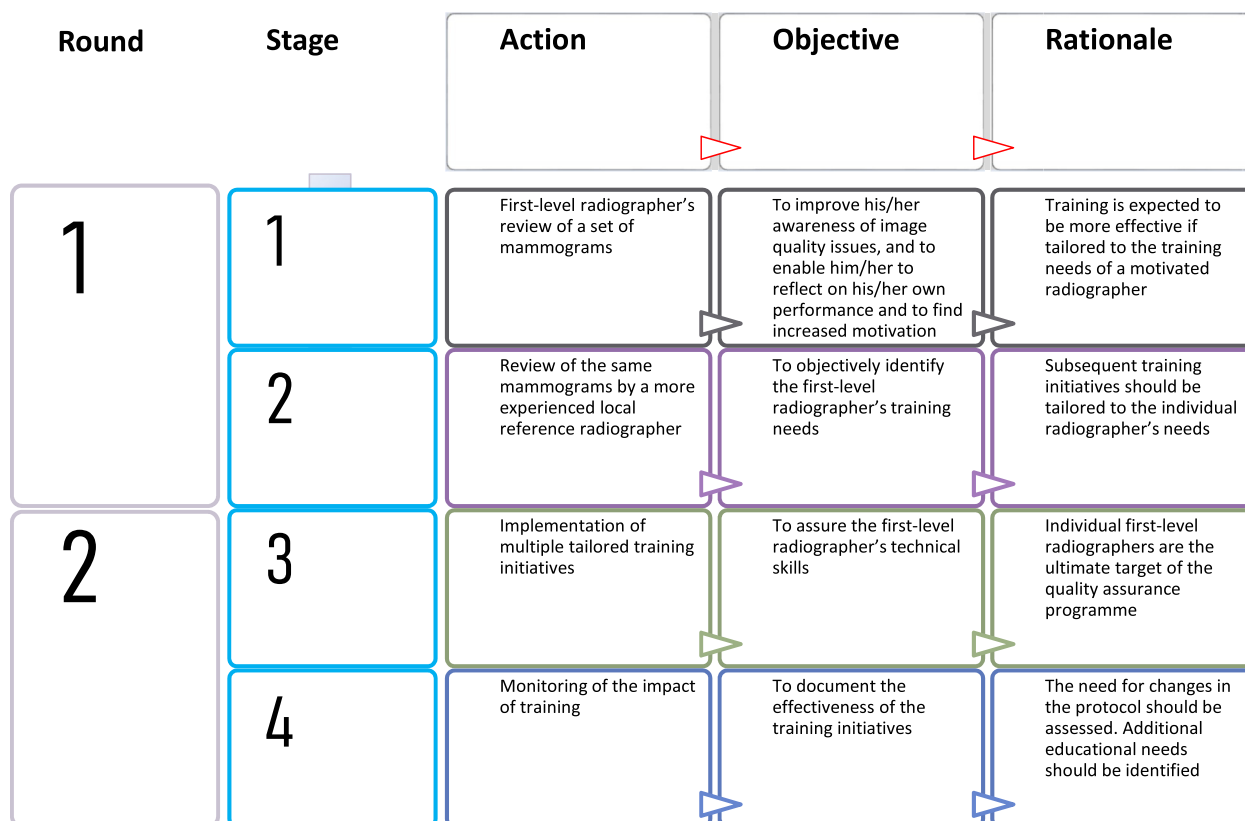 Round
Stage
Action
Objective
Rationale
1
1
First-level radiographer's
review of a set of
mammograms
To improve his/her
awareness of image
quality issues, and to
enable him/her to
reflect on his/her own
performance and to find
increased motivation
Training is expected to
be more effective if
tailored to the training
needs of a motivated
radiographer
2
Review of the same
mammograms by a more
experienced local
reference radiographer
To objectively identify
the first-level
radiographer's training
needs
Subsequent training
initiatives should be
tailored to the individual
radiographer's needs
2
3
Implementation of
multiple tailored training
initiatives
To assure the first-level
radiographer's technical
skills
Individual first-level
radiographers are the
ultimate target of the
quality assurance
programme
4
Monitoring of the impact
of training
To document the
effectiveness of the
training initiatives
The need for changes in
the protocol should be
assessed. Additional
educational needs
should be identified